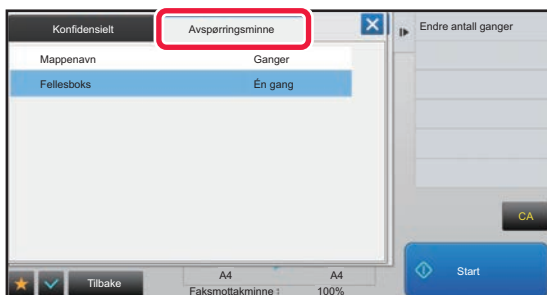 Konfidensielt
Avspørringsminne
Endre antall ganger
Mappenavn Ganger
Fellesboks Én gang
CA
Start
Tilbake
A4 A4
Faksmottakminne : 100%